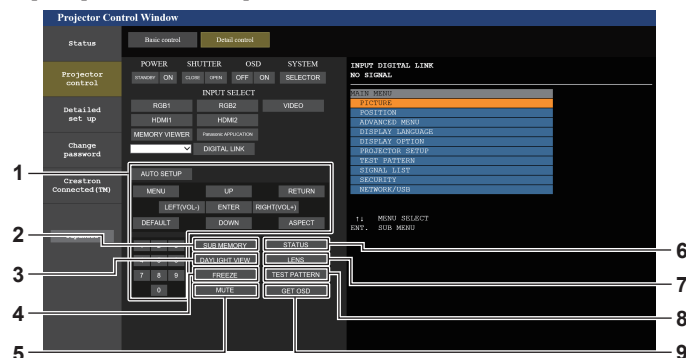 Projector Control Window
Status
Basic control
Detail control
POWER SHUTTER OSD SYSTEM
STANDBY ON CLOSE OPEN OFF ON SELECTOR
Projector
control
INPUT SELECT
RGB1 RGB2 VIDEO
HDMI1 HDMI2
MEMORY VIEWER Panasonic APPLICATION
DIGITAL LINK
Detailed
set up
Change
password
Crestron
Connected(TM)
AUTO SETUP
MENU UP RETURN
LEFT(VOL-) ENTER RIGHT(VOL+)
DEFAULT DOWN ASPECT
SUB MEMORY STATUS
DAYLIGHT VIEW LENS
7 8 9 FREEZE TEST PATTERN
0 MUTE GET OSD
INPUT DIGITAL LINK
NO SIGNAL
MAIN MENU
PICTURE
POSITION
ADVANCED MENU
DISPLAY LANGUAGE
DISPLAY OPTION
PROJECTOR SETUP
TEST PATTERN
SIGNAL LIST
SECURITY
NETWORK/USB
↑↓ MENU SELECT
ENT. SUB MENU
1
2
3
4
5
6
7
8
9